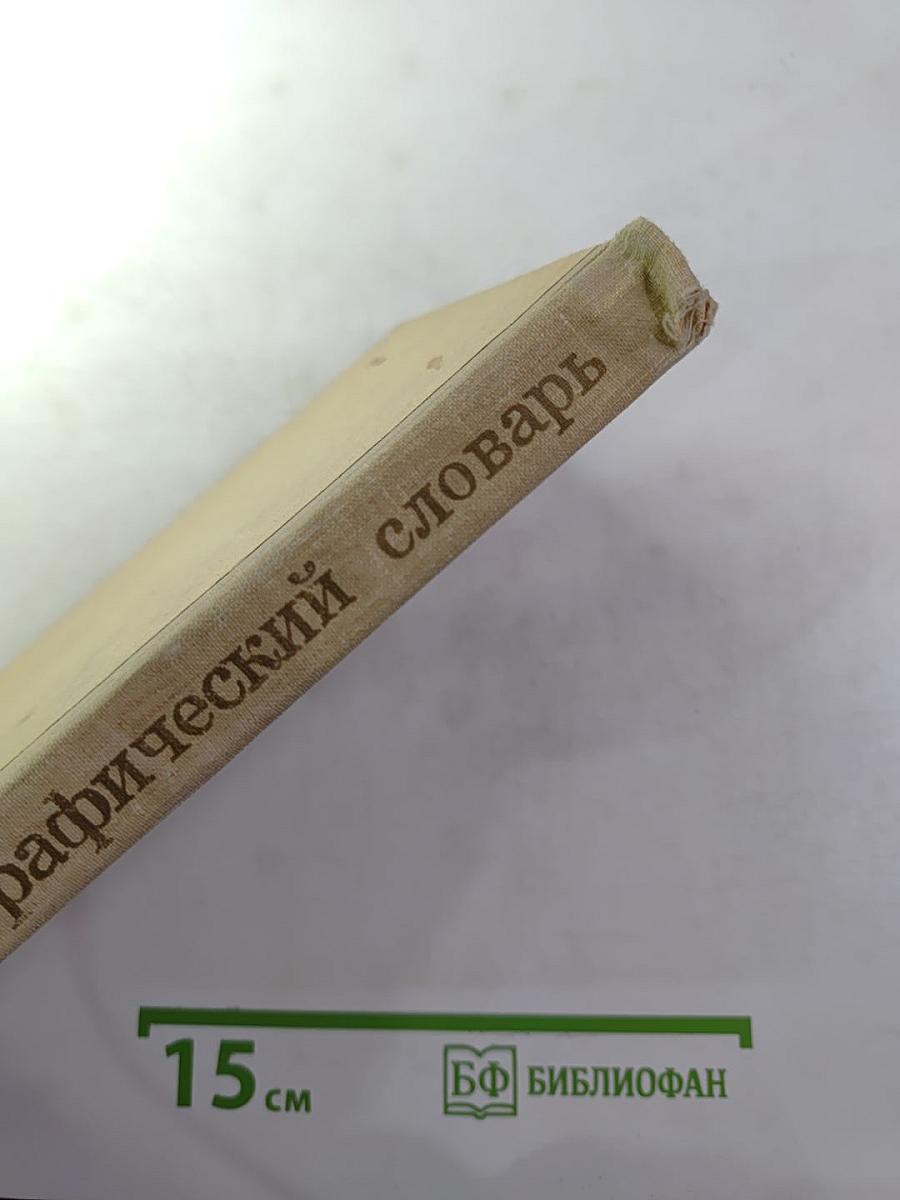 рафический словарь
15 см
БФ БИБЛИОФАН